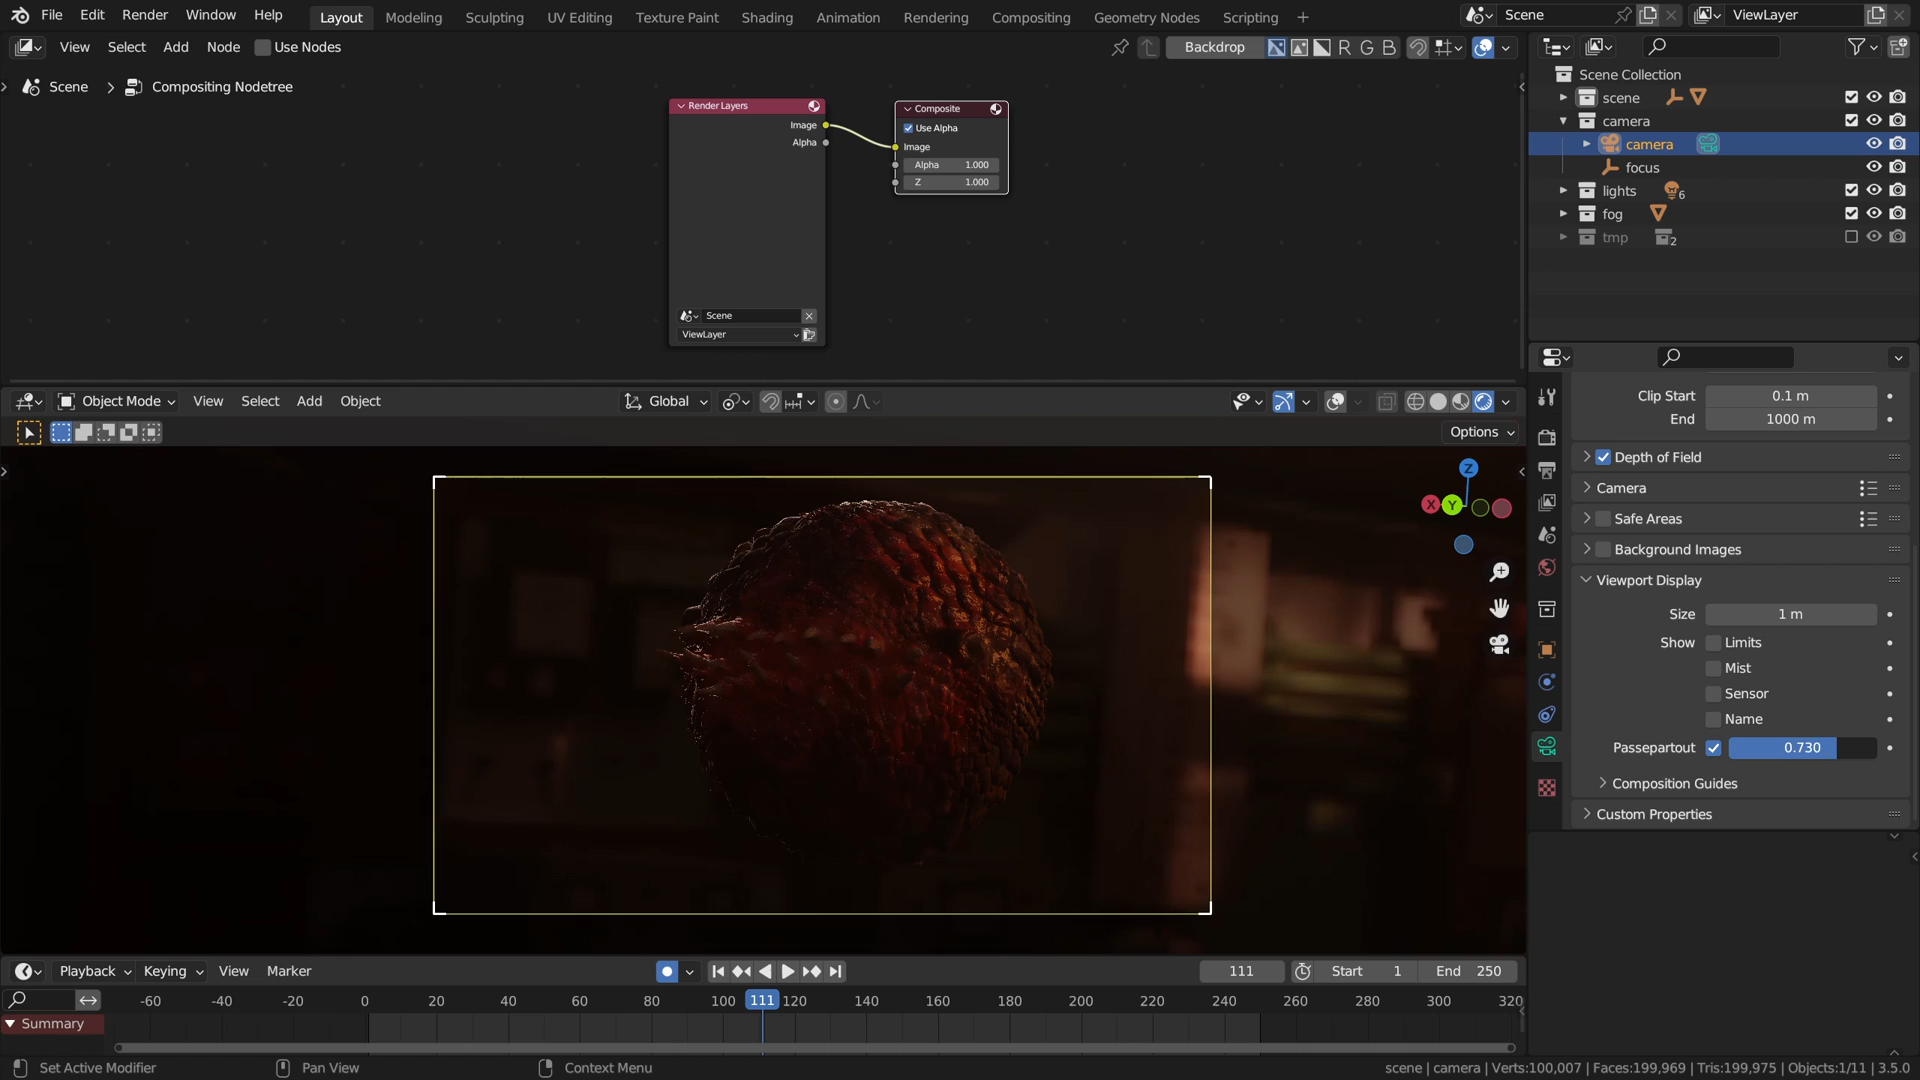 File Edit Render Window Help Layout Modeling Sculpting UV Editing Texture Paint Shading Animation Rendering Compositing Geometry Nodes Scripting + Scene ViewLayer
View Select Add Node Use Nodes Backdrop R G B
Scene > Compositing Nodetree
Render Layers
Image
Alpha
Scene
ViewLayer
Composite
Use Alpha
Image
Alpha 1.000
Z 1.000
Scene Collection
scene
camera
camera
focus
lights 6
fog
tmp 2
Object Mode View Select Add Object Global
Options
Z
X Y
Clip Start 0.1 m
End 1000 m
Depth of Field
Camera
Safe Areas
Background Images
Viewport Display
Size 1 m
Show Limits
Mist
Sensor
Name
Passepartout 0.730
Composition Guides
Custom Properties
Playback Keying View Marker 111 Start 1 End 250
-60 -40 -20 0 20 40 60 80 100 111 120 140 160 180 200 220 240 260 280 300 320
Summary
Set Active Modifier Pan View Context Menu scene | camera | Verts:100,007 | Faces:199,969 | Tris:199,975 | Objects:1/11 | 3.5.0